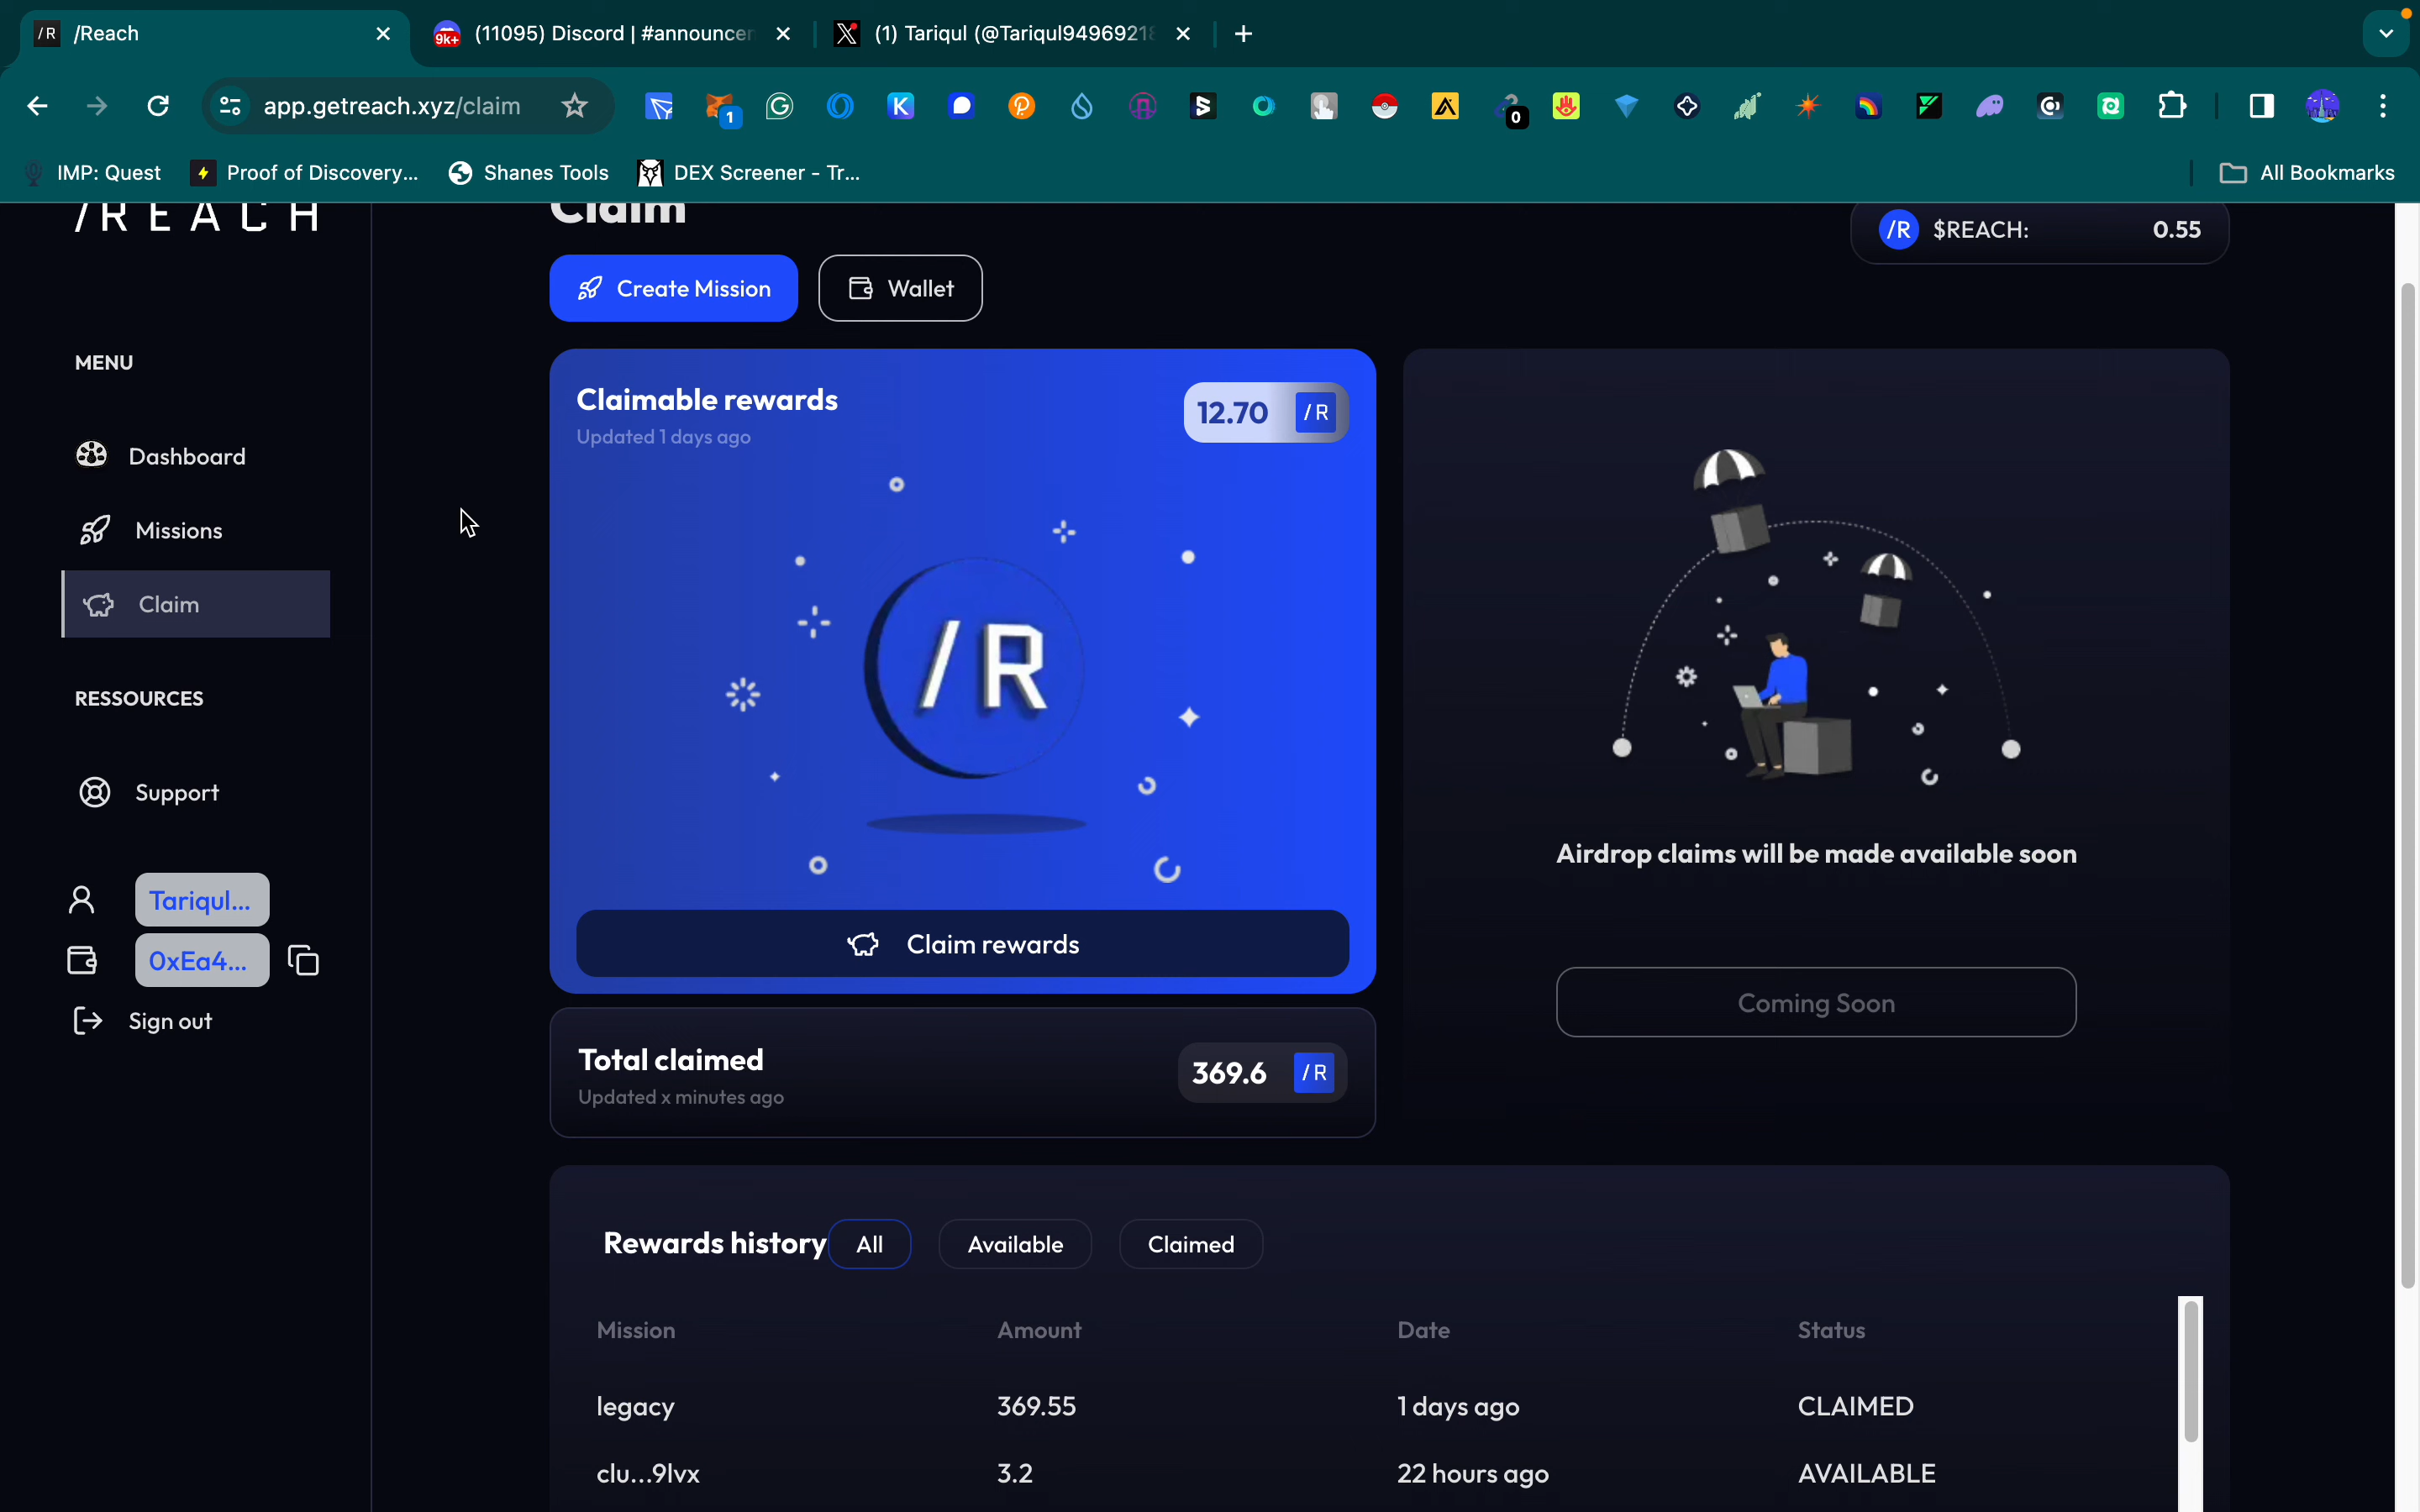 /R /Reach
9k+ (11095) Discord | #announcer
(1) Tariqul (@Tariqul9496921
app.getreach.xyz/claim
1
0
IMP: Quest
Proof of Discovery...
Shanes Tools
DEX Screener - Tr...
All Bookmarks
/REACH
Claim
/R $REACH: 0.55
Create Mission
Wallet
MENU
Dashboard
Missions
Claim
RESSOURCES
Support
Tariqul...
0xEa4...
Sign out
Claimable rewards
Updated 1 days ago
12.70 /R
/R
Claim rewards
Total claimed
Updated x minutes ago
369.6 /R
Airdrop claims will be made available soon
Coming Soon
Rewards history All Available Claimed
Mission Amount Date Status
legacy 369.55 1 days ago CLAIMED
clu...9lvx 3.2 22 hours ago AVAILABLE